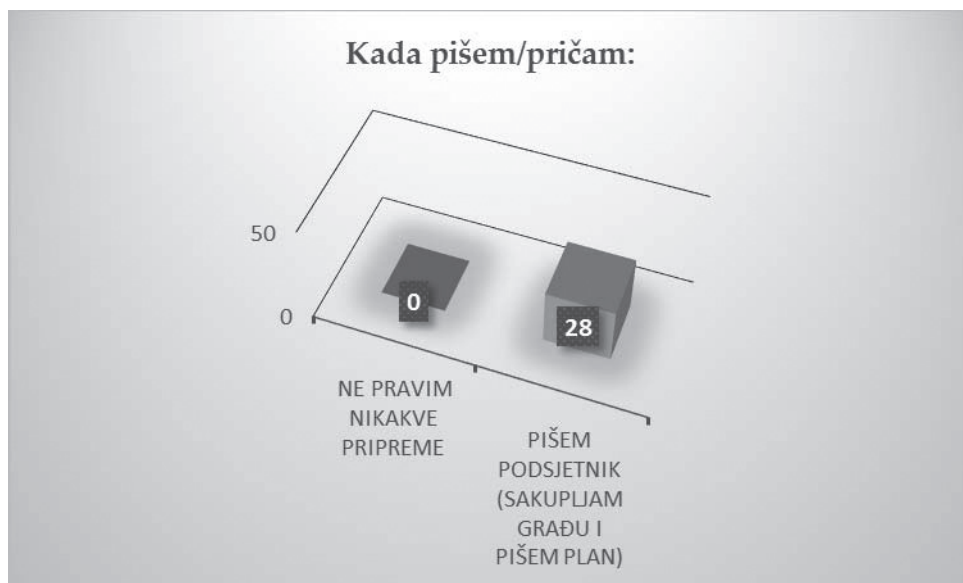 Kada pišem/pričam:
50
0
0
28
NE PRAVIM
NIKAKVE
PRIPREME
PIŠEM
PODSJETNIK
(SAKUPLJAM
GRAĐU I
PIŠEM PLAN)